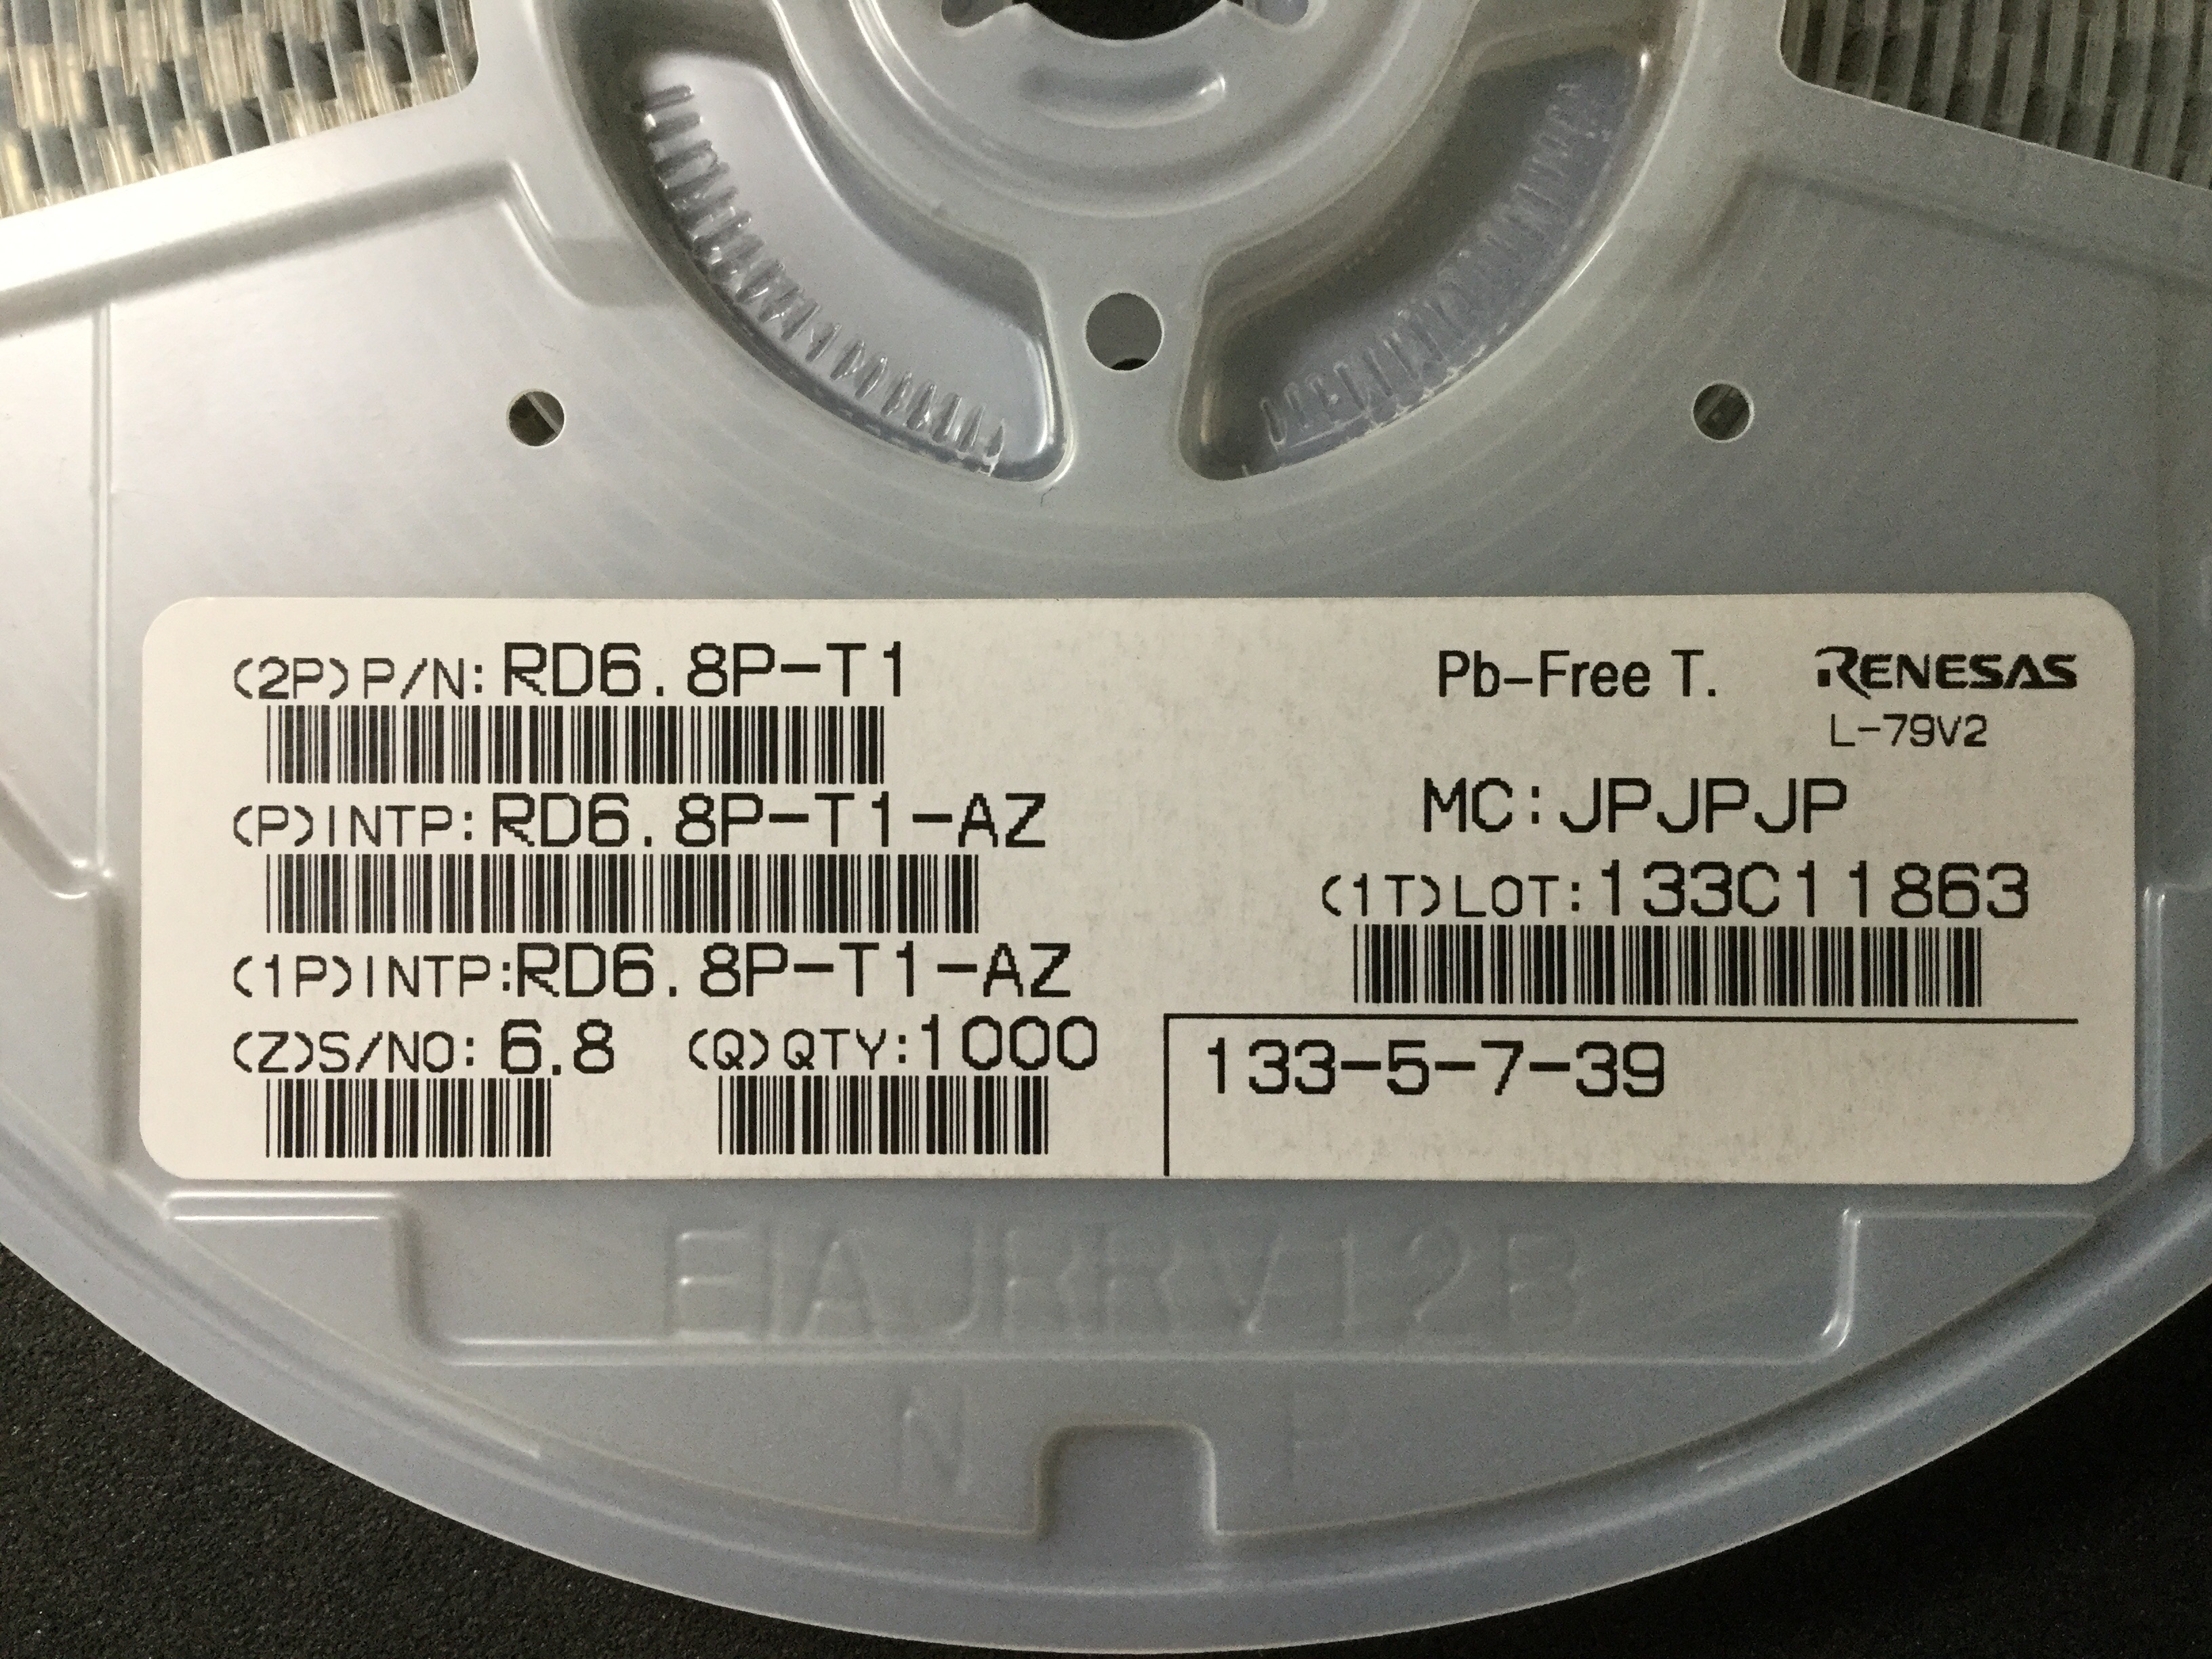 (2P)P/N: RD6.8P-T1
Pb-Free T.
RENESAS
L-79V2
(P)INTP: RD6.8P-T1-AZ
MC:JPJPJP
(1T)LOT:133C11863
(1P)INTP:RD6.8P-T1-AZ
(Z)S/NO: 6.8
(Q)QTY:1000
133-5-7-39
EIAJRRV12B
N P